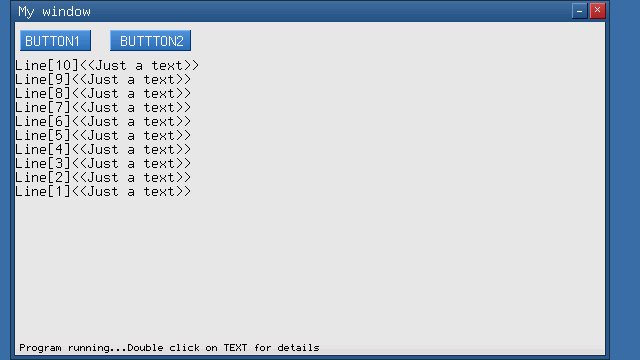 My window
BUTTON1 BUTTTON2
Line[10]<<Just a text>>
Line[9]<<Just a text>>
Line[8]<<Just a text>>
Line[7]<<Just a text>>
Line[6]<<Just a text>>
Line[5]<<Just a text>>
Line[4]<<Just a text>>
Line[3]<<Just a text>>
Line[2]<<Just a text>>
Line[1]<<Just a text>>
Program running...Double click on TEXT for details